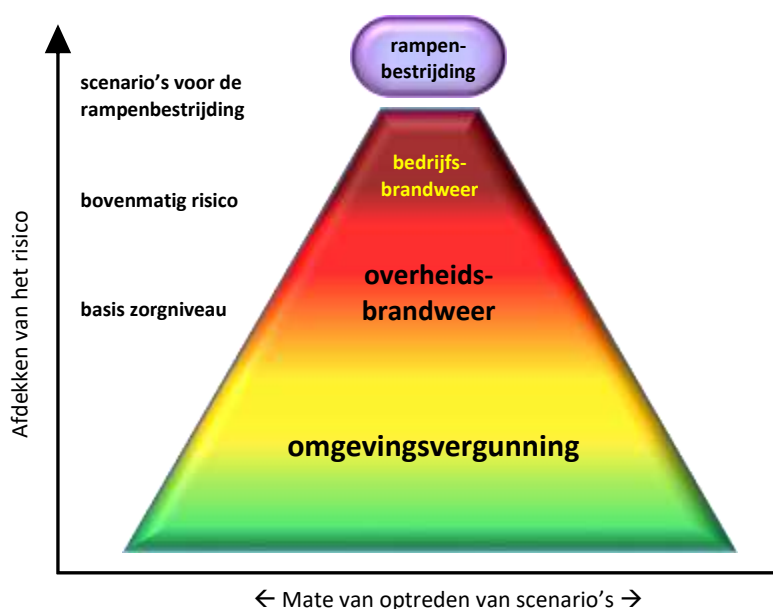 rampen-
bestrijding
scenario's voor de
rampenbestrijding
bedrijfs-
brandweer
bovenmatig risico
overheids-
brandweer
basis zorgniveau
omgevingsvergunning
Afdekken van het risico
← Mate van optreden van scenario's →